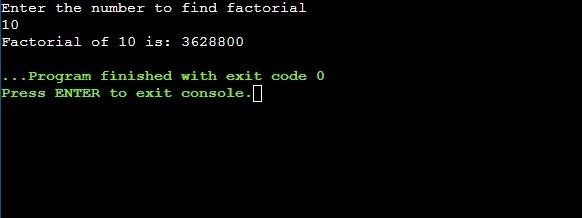 Enter the number to find factorial
10
Factorial of 10 is: 3628800
...Program finished with exit code 0
Press ENTER to exit console.